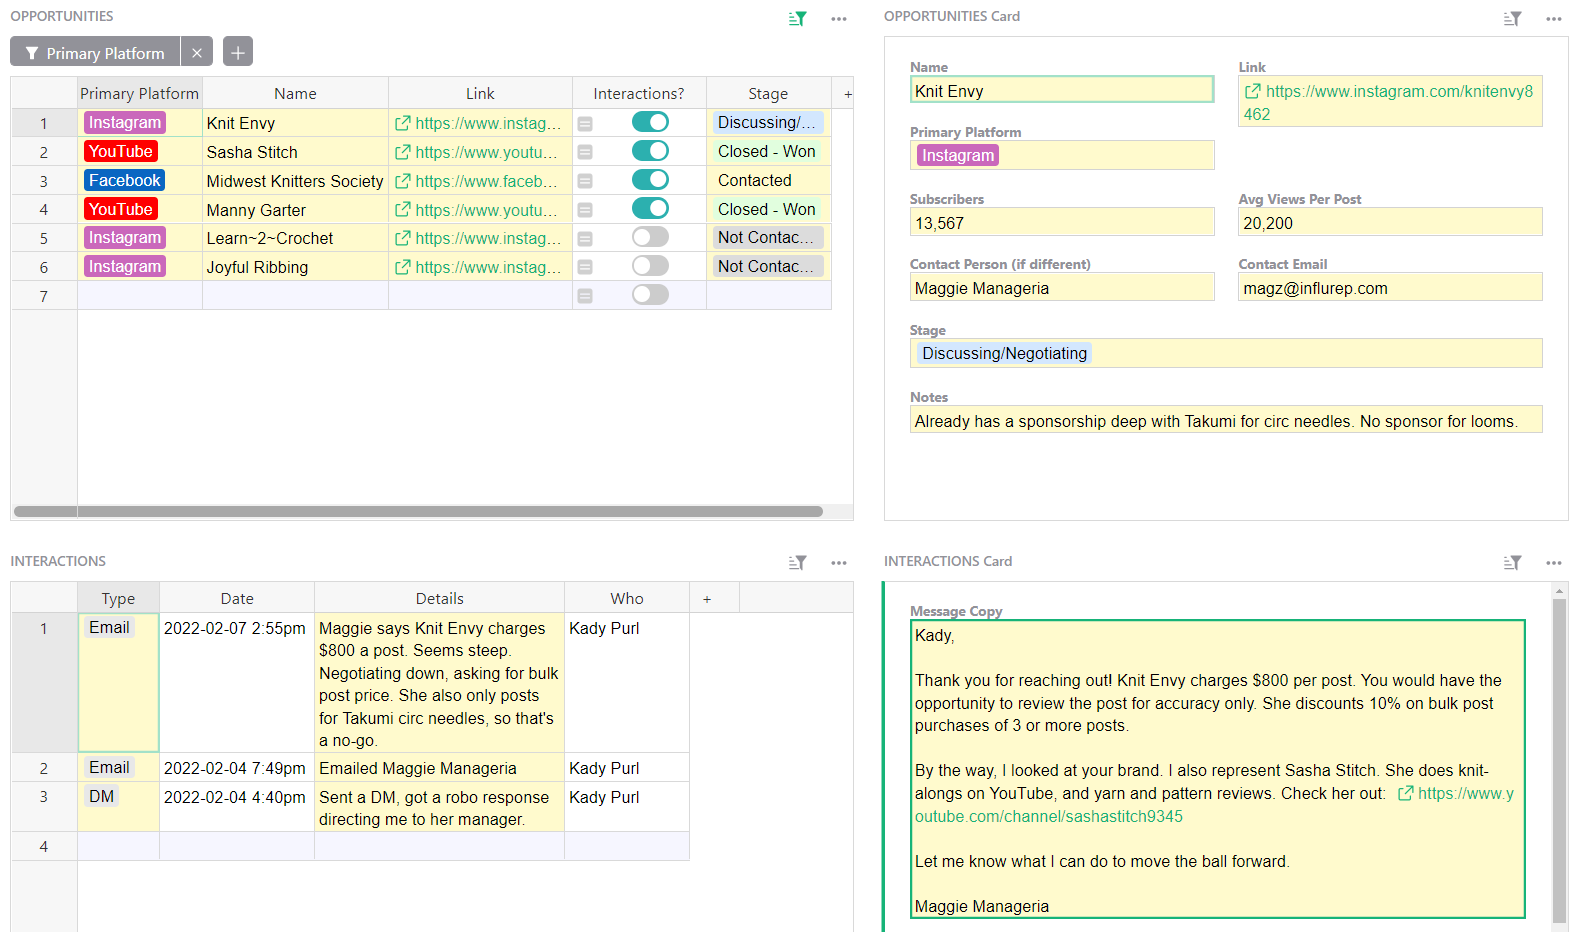 OPPORTUNITIES
Primary Platform
Primary Platform Name Link Interactions? Stage +
1 Instagram Knit Envy https://www.instag... Discussing/...
2 YouTube Sasha Stitch https://www.youtu... Closed - Won
3 Facebook Midwest Knitters Society https://www.faceb... Contacted
4 YouTube Manny Garter https://www.youtu... Closed - Won
5 Instagram Learn~2~Crochet https://www.instag... Not Contac...
6 Instagram Joyful Ribbing https://www.instag... Not Contac...
7
OPPORTUNITIES Card
Name Link
Knit Envy https://www.instagram.com/knitenvy8
462
Primary Platform
Instagram
Subscribers Avg Views Per Post
13,567 20,200
Contact Person (if different) Contact Email
Maggie Manageria magz@influrep.com
Stage
Discussing/Negotiating
Notes
Already has a sponsorship deep with Takumi for circ needles. No sponsor for looms.
INTERACTIONS
Type Date Details Who +
1 Email 2022-02-07 2:55pm Maggie says Knit Envy charges Kady Purl
$800 a post. Seems steep.
Negotiating down, asking for bulk
post price. She also only posts
for Takumi circ needles, so that's
a no-go.
2 Email 2022-02-04 7:49pm Emailed Maggie Manageria Kady Purl
3 DM 2022-02-04 4:40pm Sent a DM, got a robo response Kady Purl
directing me to her manager.
4
INTERACTIONS Card
Message Copy
Kady,
Thank you for reaching out! Knit Envy charges $800 per post. You would have the
opportunity to review the post for accuracy only. She discounts 10% on bulk post
purchases of 3 or more posts.
By the way, I looked at your brand. I also represent Sasha Stitch. She does knit-
alongs on YouTube, and yarn and pattern reviews. Check her out: https://www.y
outube.com/channel/sashastitch9345
Let me know what I can do to move the ball forward.
Maggie Manageria